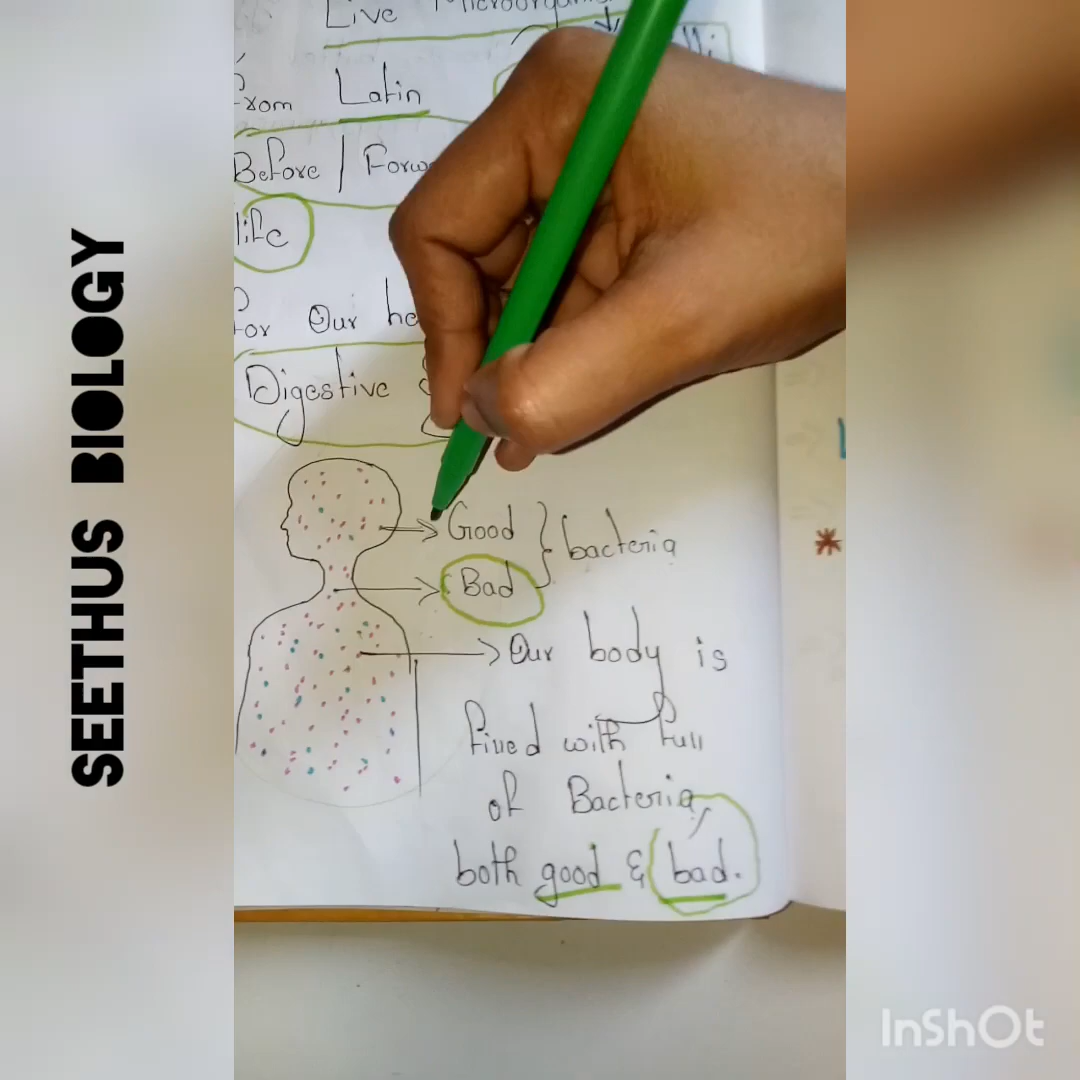 SEETHUS BIOLOGY
Live
from Latin
Before / Forw
life
for Our he
Digestive
Good
bacteria
Bad
Our body is
fived with full
of Bacteria,
both good & bad.
InShOt